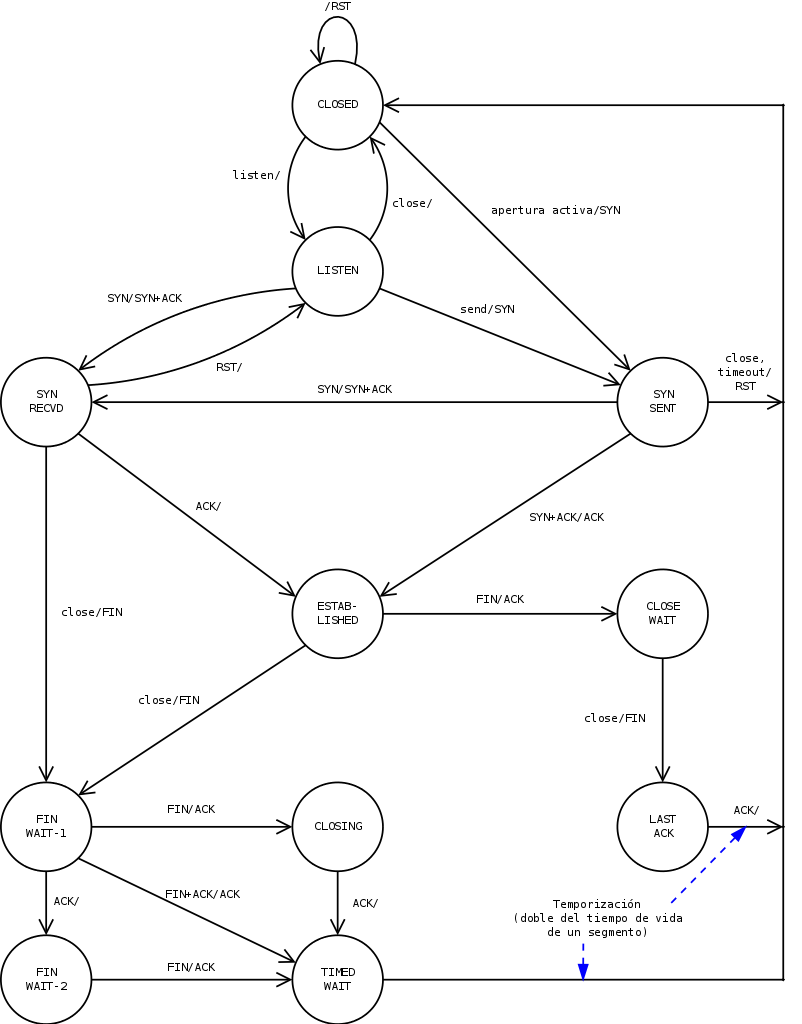 /RST
CLOSED
listen/
close/
apertura activa/SYN
LISTEN
SYN/SYN+ACK
send/SYN
RST/
close,
timeout/
RST
SYN
RECVD
SYN/SYN+ACK
SYN
SENT
ACK/
SYN+ACK/ACK
close/FIN
ESTAB-
LISHED
FIN/ACK
CLOSE
WAIT
close/FIN
close/FIN
FIN
WAIT-1
FIN/ACK
CLOSING
LAST
ACK
ACK/
ACK/
FIN+ACK/ACK
ACK/
Temporización
(doble del tiempo de vida
de un segmento)
FIN
WAIT-2
FIN/ACK
TIMED
WAIT